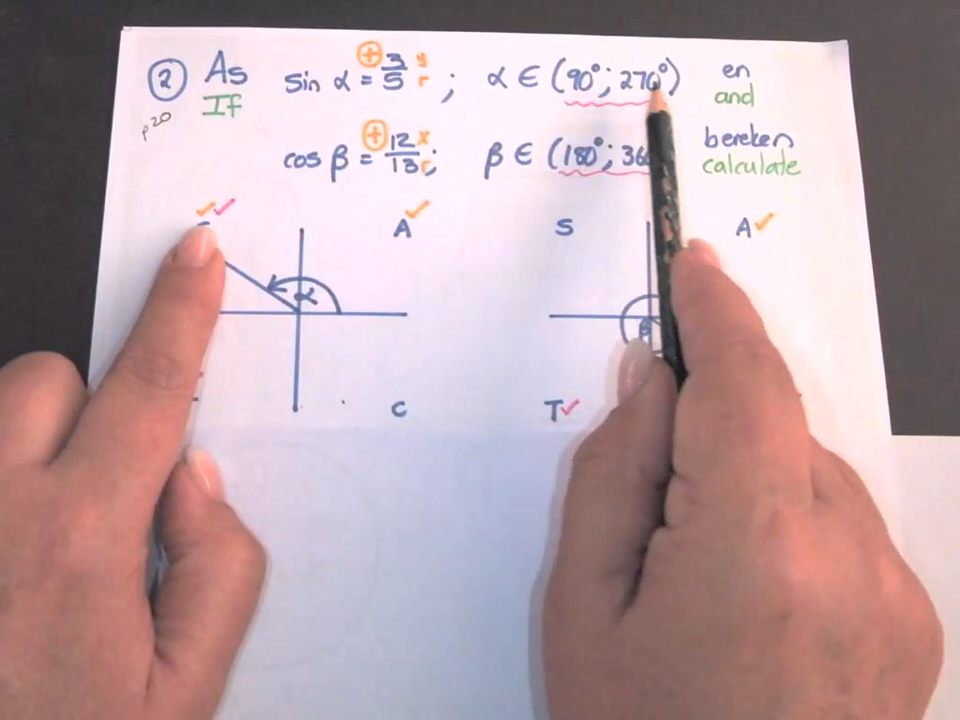 ② As sin α = ⊕ 3/5 y/r ; α ∈ (90°; 270°) en
If and
p20
cos β = ⊕ 12/13 x/r ; β ∈ (180°; 36 bereken
calculate
✓✓ A ✓ S A ✓
α β
C T ✓